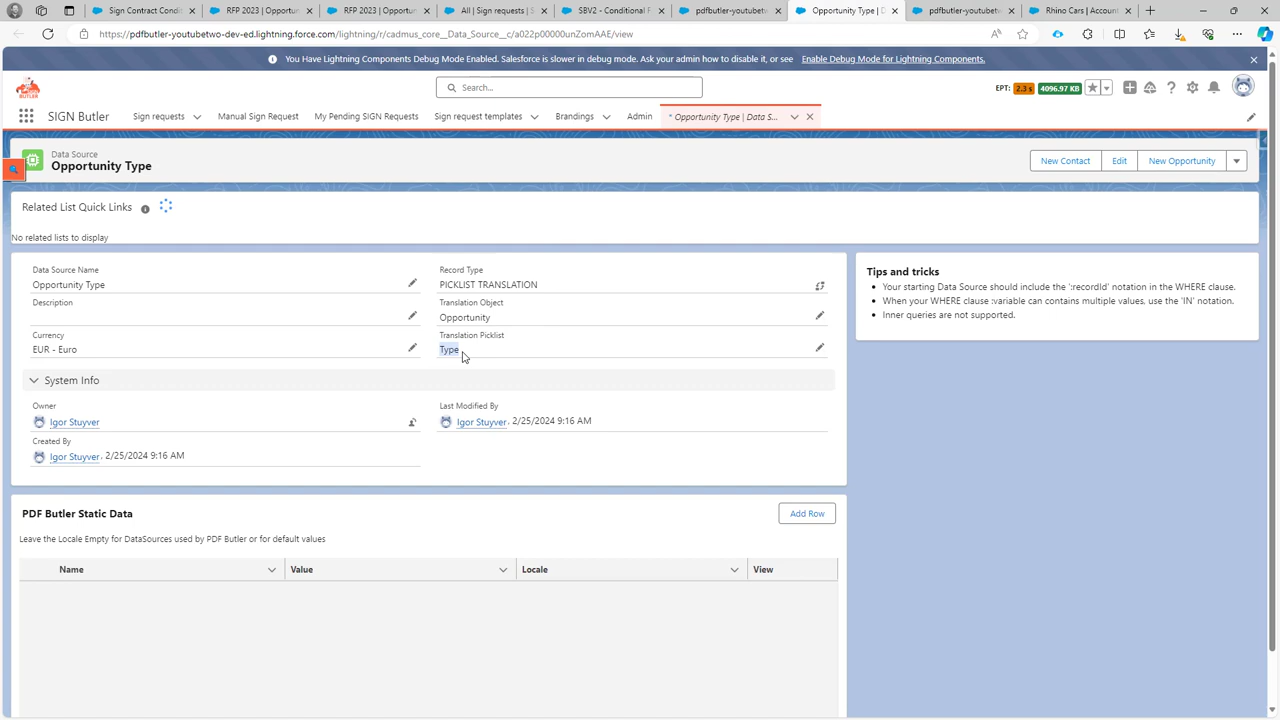 Sign Contract Condit
RFP 2023 | Opportun
RFP 2023 | Opportun
All | Sign requests | S
SBV2 - Conditional F
pdfbutler-youtubetw
Opportunity Type | D
pdfbutler-youtubetw
Rhino Cars | Account
https://pdfbutler-youtubetwo-dev-ed.lightning.force.com/lightning/r/cadmus_core__Data_Source__c/a022p00000unZomAAE/view
You Have Lightning Components Debug Mode Enabled. Salesforce is slower in debug mode. Ask your admin how to disable it, or see Enable Debug Mode for Lightning Components.
Search...
EPT: 2.3 s 4096.97 KB
SIGN Butler
Sign requests
Manual Sign Request
My Pending SIGN Requests
Sign request templates
Brandings
Admin
* Opportunity Type | Data S...
Data Source
Opportunity Type
New Contact
Edit
New Opportunity
Related List Quick Links
No related lists to display
Data Source Name
Opportunity Type
Record Type
PICKLIST TRANSLATION
Description
Translation Object
Opportunity
Currency
EUR - Euro
Translation Picklist
Type
System Info
Owner
Igor Stuyver
Last Modified By
Igor Stuyver, 2/25/2024 9:16 AM
Created By
Igor Stuyver, 2/25/2024 9:16 AM
Tips and tricks
Your starting Data Source should include the ':recordId' notation in the WHERE clause.
When your WHERE clause :variable can contains multiple values, use the 'IN' notation.
Inner queries are not supported.
PDF Butler Static Data
Add Row
Leave the Locale Empty for DataSources used by PDF Butler or for default values
Name
Value
Locale
View